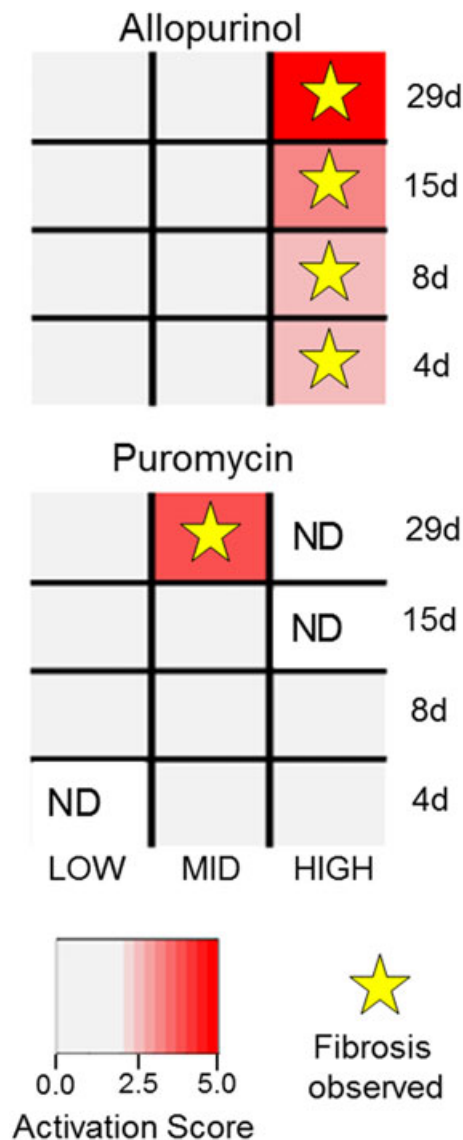 Allopurinol
29d
15d
8d
4d
Puromycin
ND 29d
ND 15d
8d
ND 4d
LOW MID HIGH
0.0 2.5 5.0
Activation Score
Fibrosis
observed